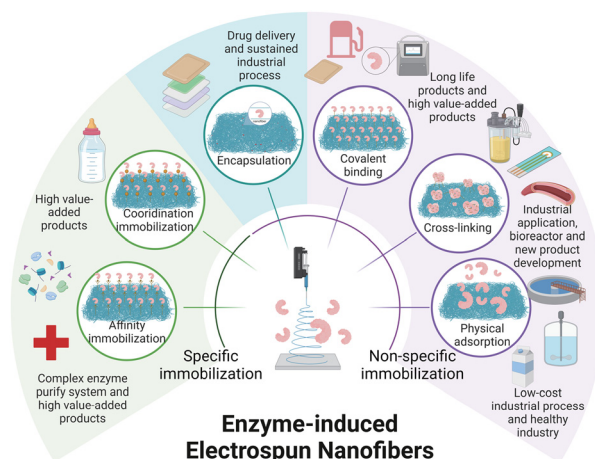 Drug delivery
and sustained
industrial
process
Encapsulation
Covalent
binding
Long life
products and
high value-added
products
High value-
added
products
Cooridination
immobilization
Cross-linking
Industrial
application,
bioreactor and
new product
development
Affinity
immobilization
Physical
adsorption
Complex enzyme
purify system and
high value-added
products
Specific
immobilization
Non-specific
immobilization
Low-cost
industrial process
and healthy
industry
Enzyme-induced
Electrospun Nanofibers